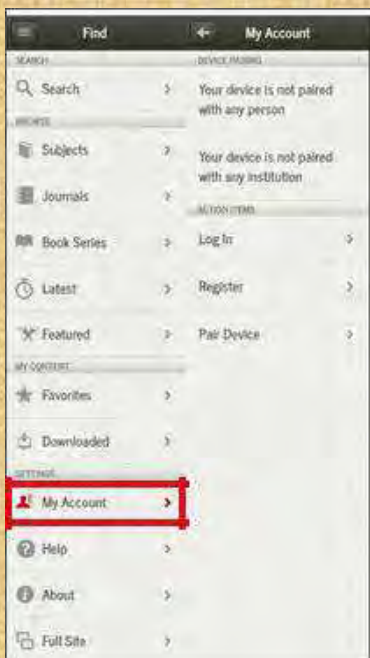 Find
SEARCH
Search
BROWSE
Subjects
Journals
Book Series
Latest
Featured
MY CONTENT
Favorites
Downloaded
SETTINGS
My Account
Help
About
Full Site
My Account
DEVICE PAIRING
Your device is not paired
with any person
Your device is not paired
with any institution
ACTION ITEMS
Log In
Register
Pair Device